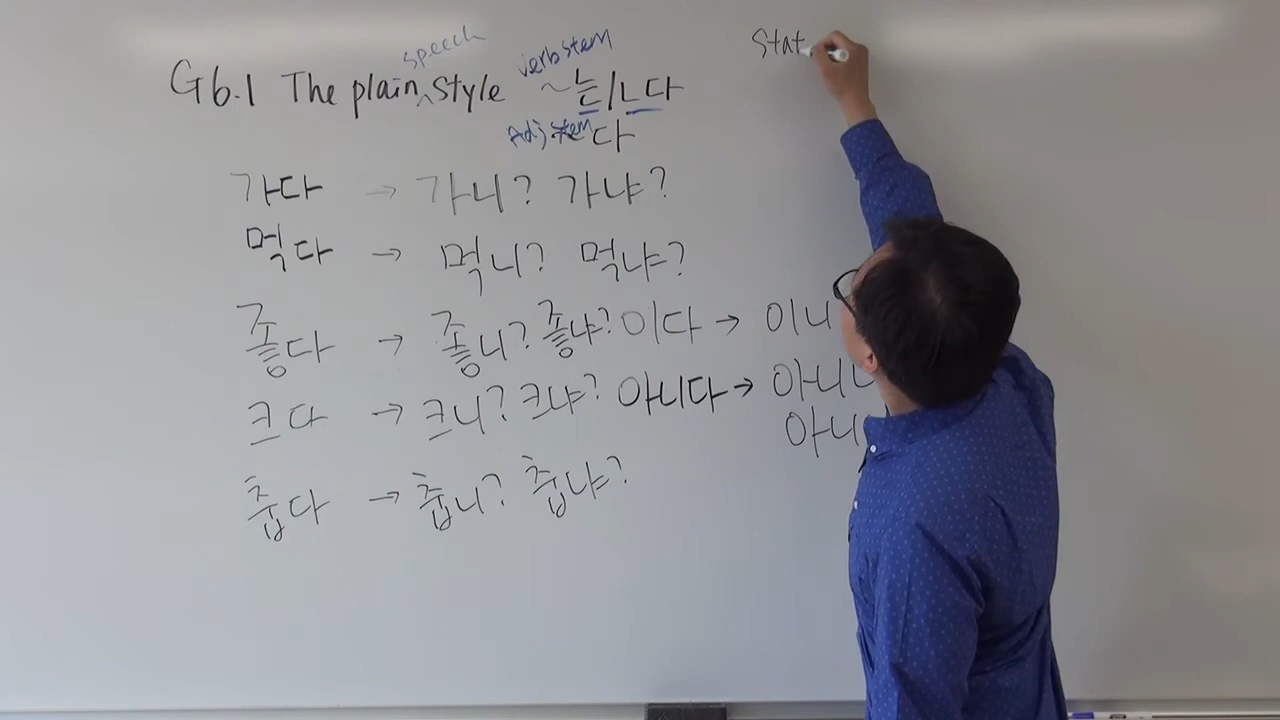 G6.1 The plain speech style verb stem ~는/ㄴ다
Adj stem 다
Stat
가다 → 가니? 가냐?
먹다 → 먹니? 먹냐?
좋다 → 좋니? 좋냐? 이다 → 이니
크다 → 크니? 크냐? 아니다 → 아니니
아니
춥다 → 춥니? 춥냐?